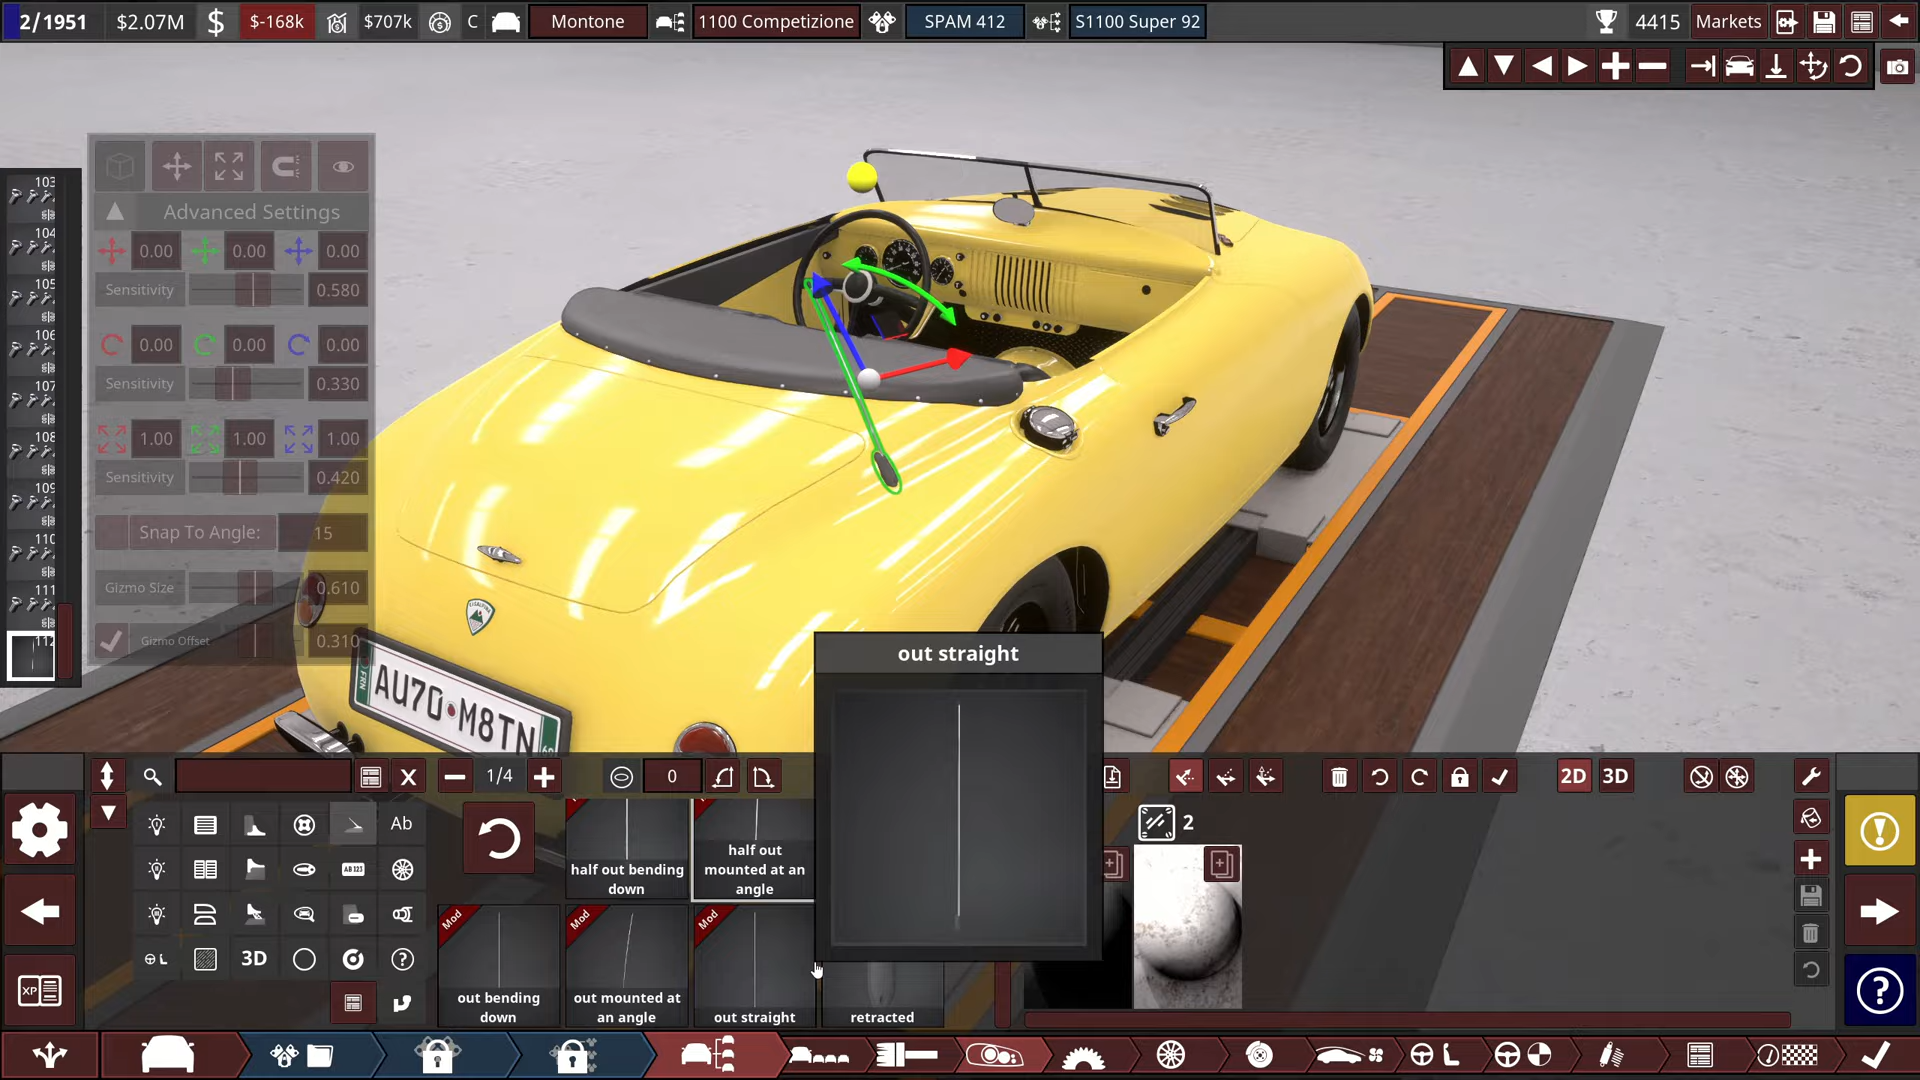 2/1951 $2.07M $-168k $707k C Montone 1100 Competizione SPAM 412 S1100 Super 92 4415 Markets
Advanced Settings
0.00 0.00 0.00
Sensitivity 0.580
0.00 0.00 0.00
Sensitivity 0.330
1.00 1.00 1.00
Sensitivity 0.420
Snap To Angle: 15
Gizmo Size 0.610
Gizmo Offset 0.310
103
104
105
106
107
108
109
110
111
112
FRN AU70 M8TN
out straight
1/4 0 2D 3D
Ab
AB 123
3D
XP
half out bending down
half out mounted at an angle
Mod out bending down
Mod out mounted at an angle
Mod out straight
retracted
2